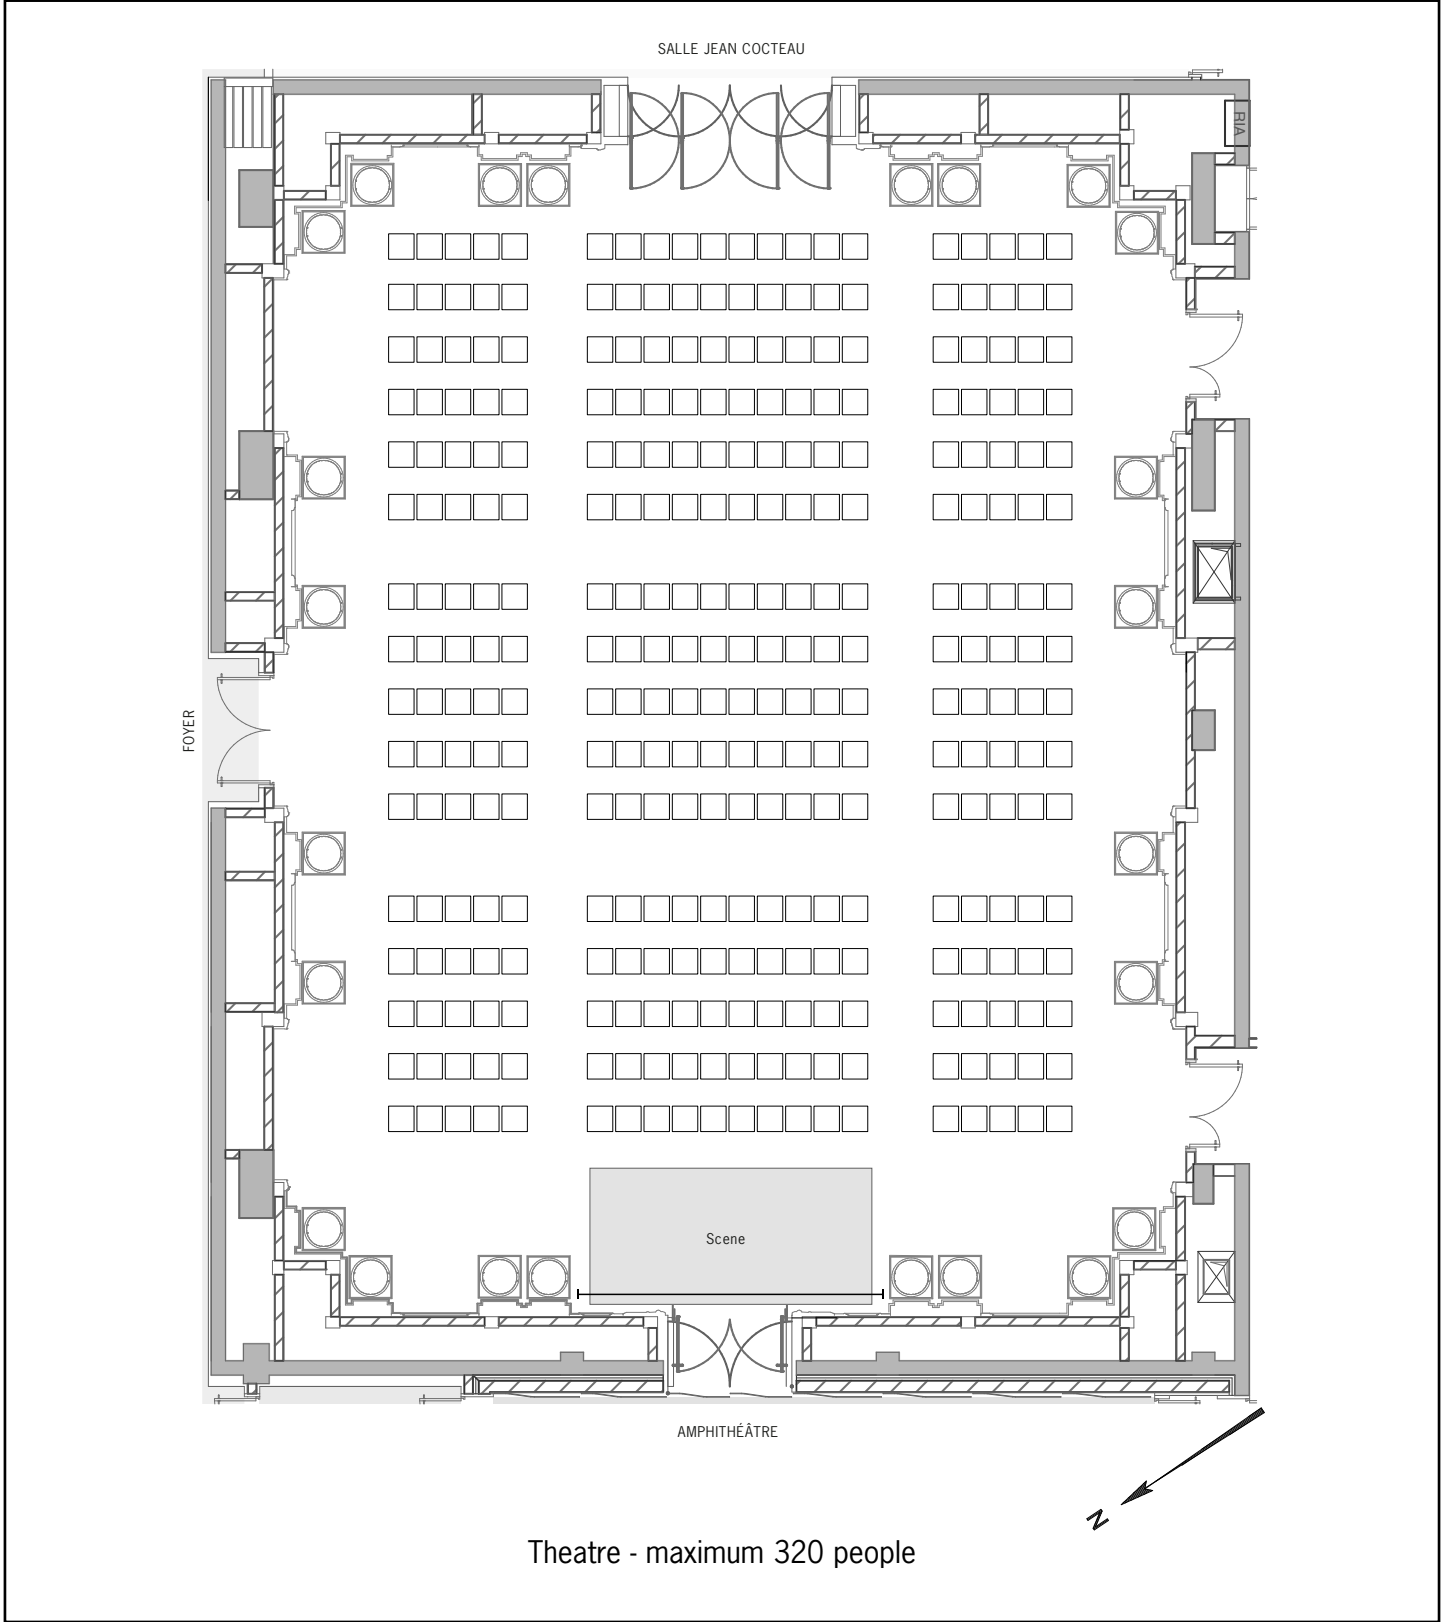 SALLE JEAN COCTEAU
RIA
FOYER
Scene
AMPHITHÉÂTRE
N
Theatre - maximum 320 people